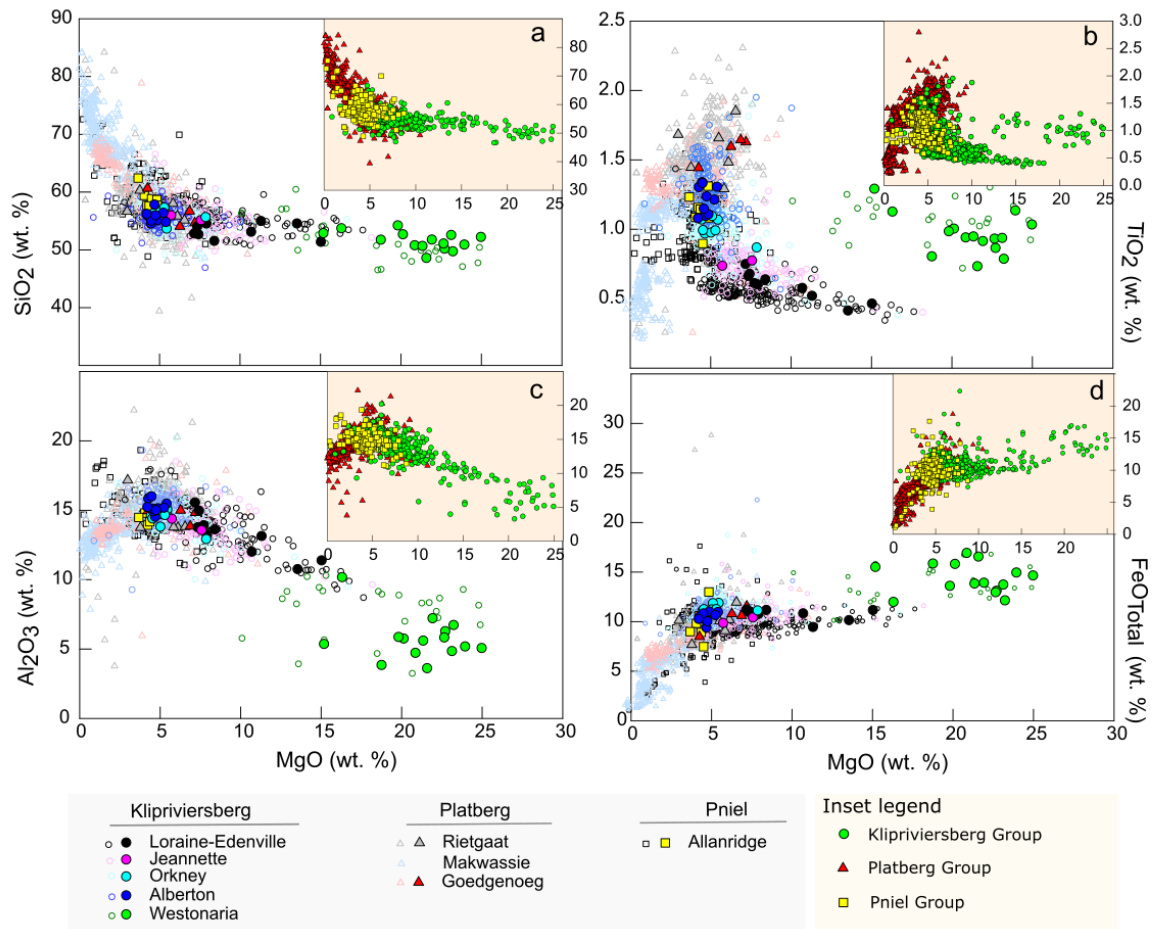 a
b
SiO2 (wt. %)
90
80
70
60
50
40
80
70
60
50
40
30
0 5 10 15 20 25
2.5
2.0
1.5
1.0
0.5
3.0
2.5
2.0
1.5
1.0
0.5
0.0
0 5 10 15 20 25
TiO2 (wt. %)
c
d
Al2O3 (wt. %)
20
15
10
5
0
20
15
10
5
0
0 5 10 15 20 25
30
25
20
15
10
5
0
20
15
10
5
0
0 5 10 15 20
FeOTotal (wt. %)
0 5 10 15 20 25 30
0 5 10 15 20 25 30
MgO (wt. %)
MgO (wt. %)
Klipriviersberg
Loraine-Edenville
Jeannette
Orkney
Alberton
Westonaria
Platberg
Rietgaat
Makwassie
Goedgenoeg
Pniel
Allanridge
Inset legend
Klipriviersberg Group
Platberg Group
Pniel Group